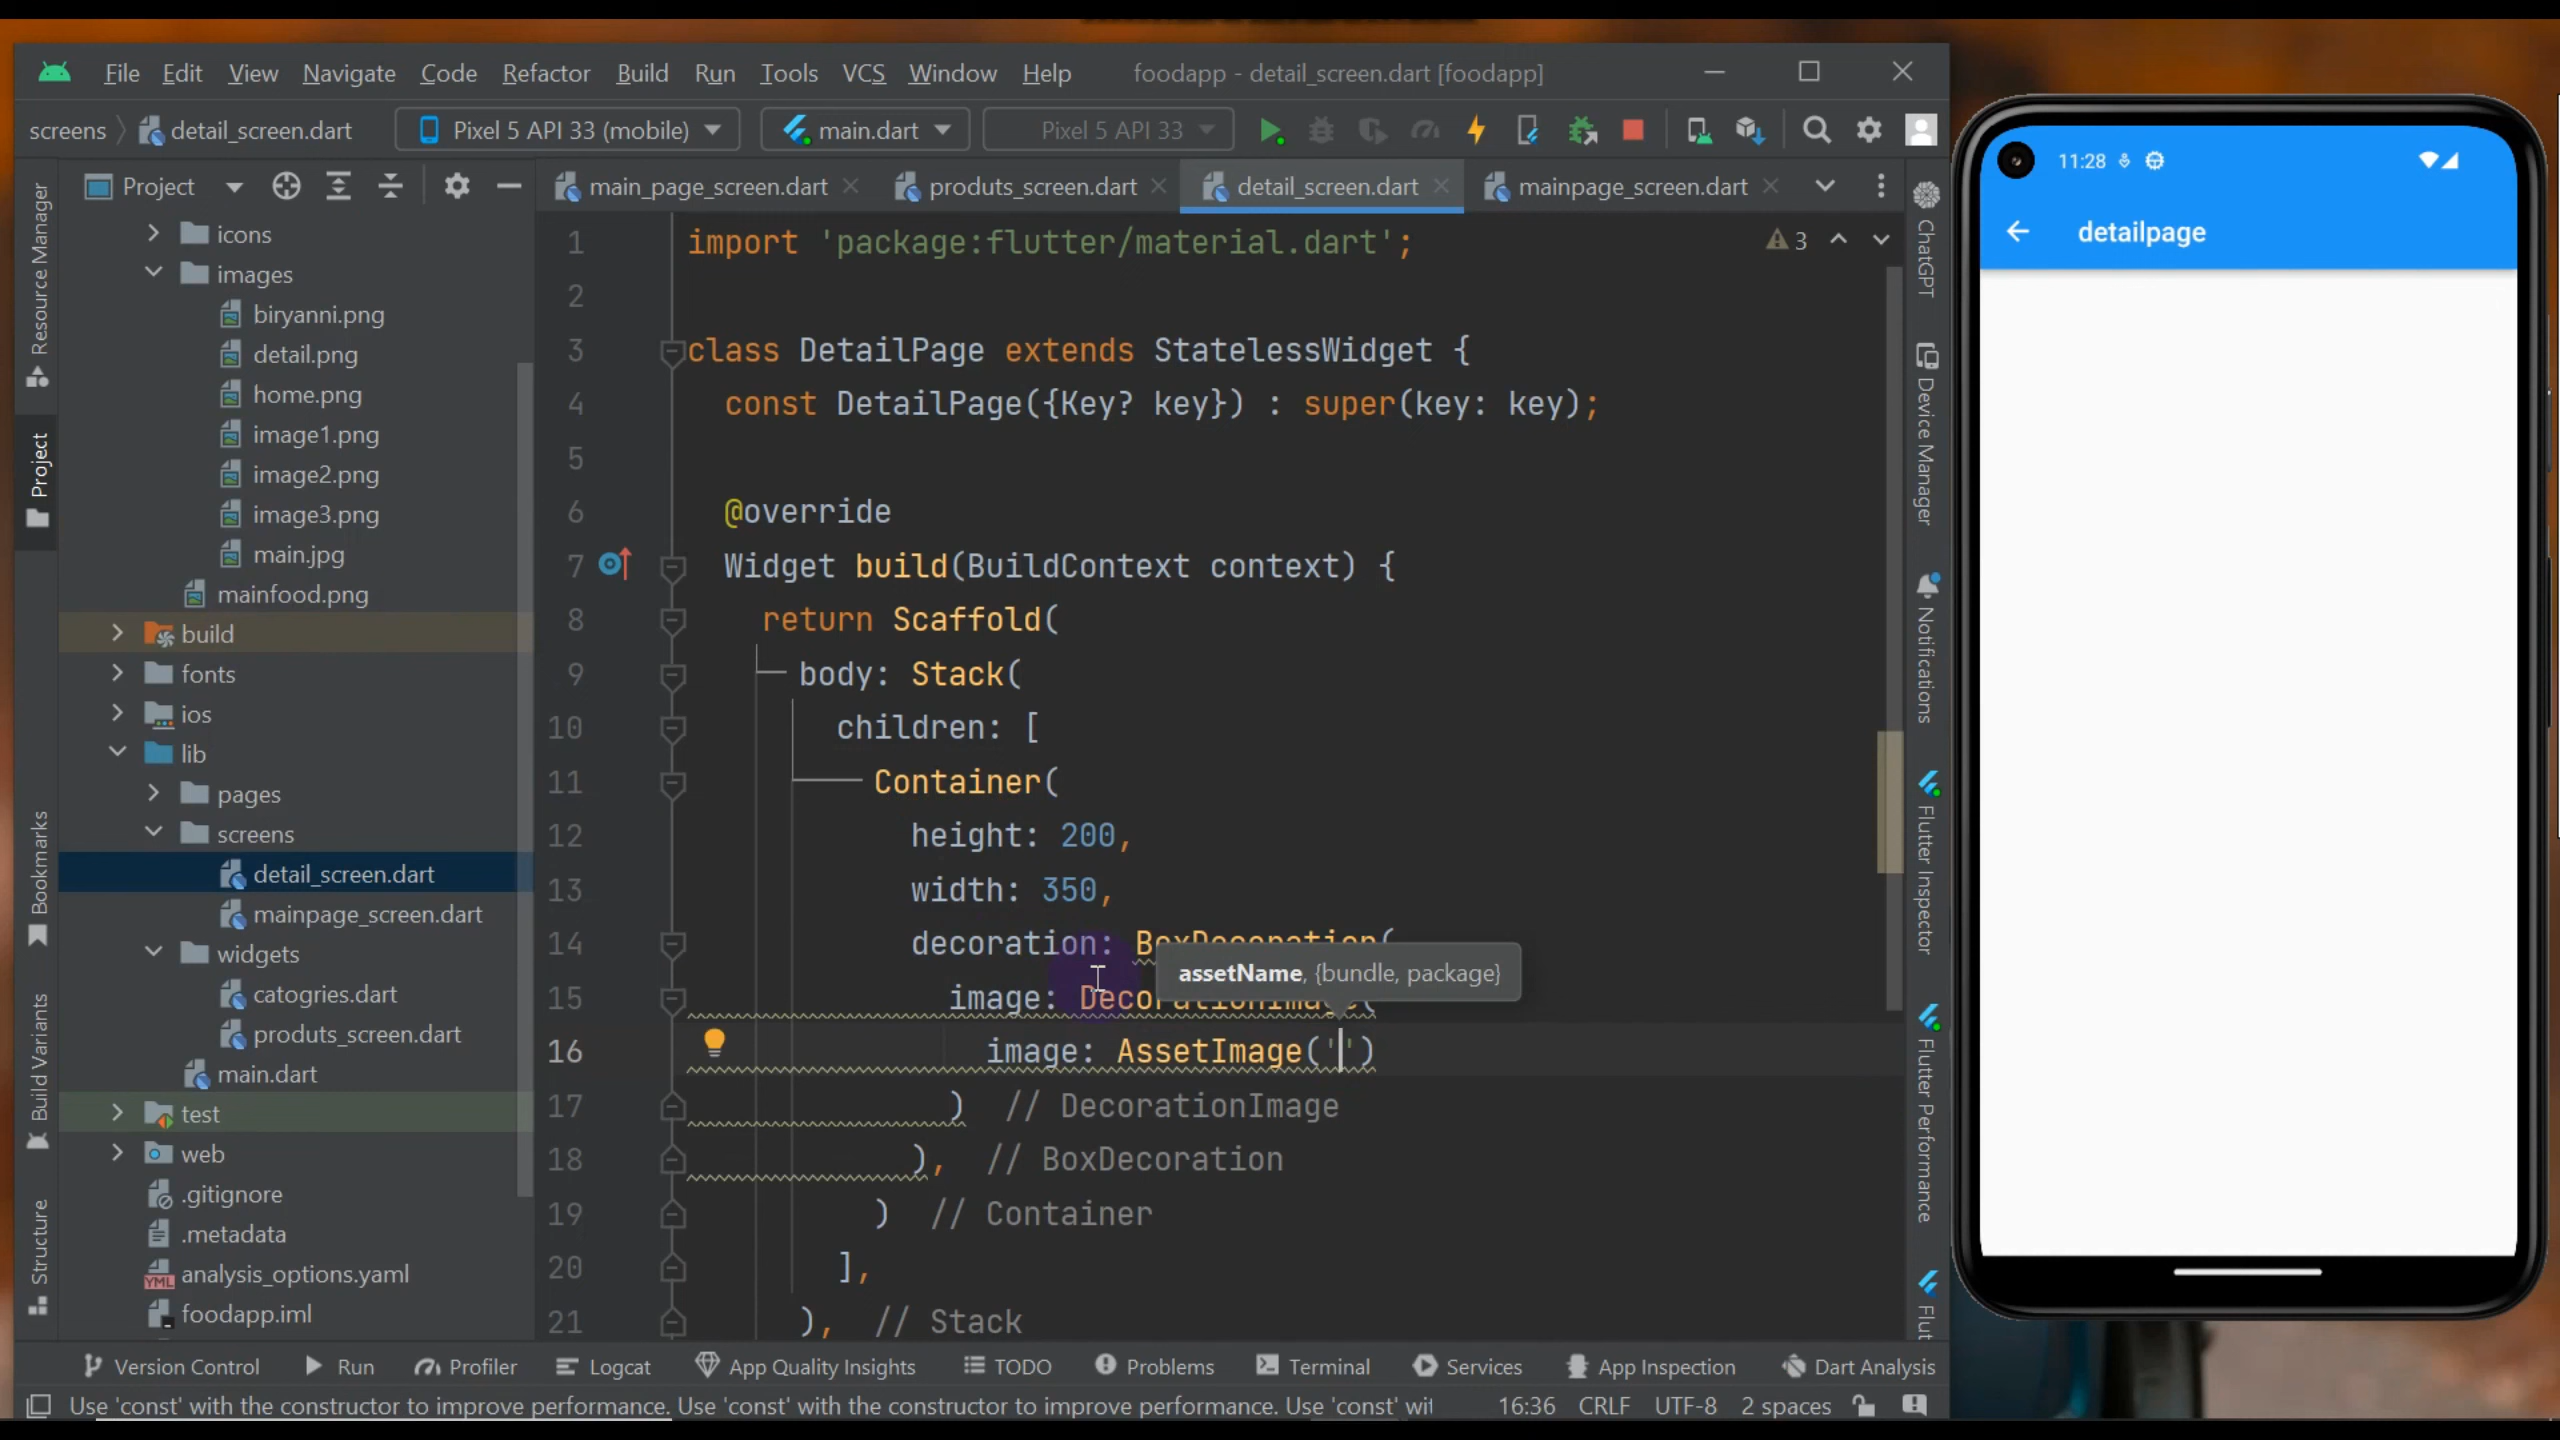 File Edit View Navigate Code Refactor Build Run Tools VCS Window Help foodapp - detail_screen.dart [foodapp]
screens detail_screen.dart Pixel 5 API 33 (mobile) main.dart Pixel 5 API 33
Project main_page_screen.dart produts_screen.dart detail_screen.dart mainpage_screen.dart
Resource Manager
Project
Bookmarks
Build Variants
Structure
icons
images
biryanni.png
detail.png
home.png
image1.png
image2.png
image3.png
main.jpg
mainfood.png
build
fonts
ios
lib
pages
screens
detail_screen.dart
mainpage_screen.dart
widgets
catogries.dart
produts_screen.dart
main.dart
test
web
.gitignore
.metadata
analysis_options.yaml
foodapp.iml
1 import 'package:flutter/material.dart';
2
3 class DetailPage extends StatelessWidget {
4 const DetailPage({Key? key}) : super(key: key);
5
6 @override
7 Widget build(BuildContext context) {
8 return Scaffold(
9 body: Stack(
10 children: [
11 Container(
12 height: 200,
13 width: 350,
14 decoration: BoxDecoration(
assetName, {bundle, package}
15 image: DecorationImage(
16 image: AssetImage('')
17 ) // DecorationImage
18 ), // BoxDecoration
19 ) // Container
20 ],
21 ), // Stack
3
ChatGPT
Device Manager
Notifications
Flutter Inspector
Flutter Performance
Flut
Version Control Run Profiler Logcat App Quality Insights TODO Problems Terminal Services App Inspection Dart Analysis
Use 'const' with the constructor to improve performance. Use 'const' with the constructor to improve performance. Use 'const' wit 16:36 CRLF UTF-8 2 spaces
11:28
detailpage